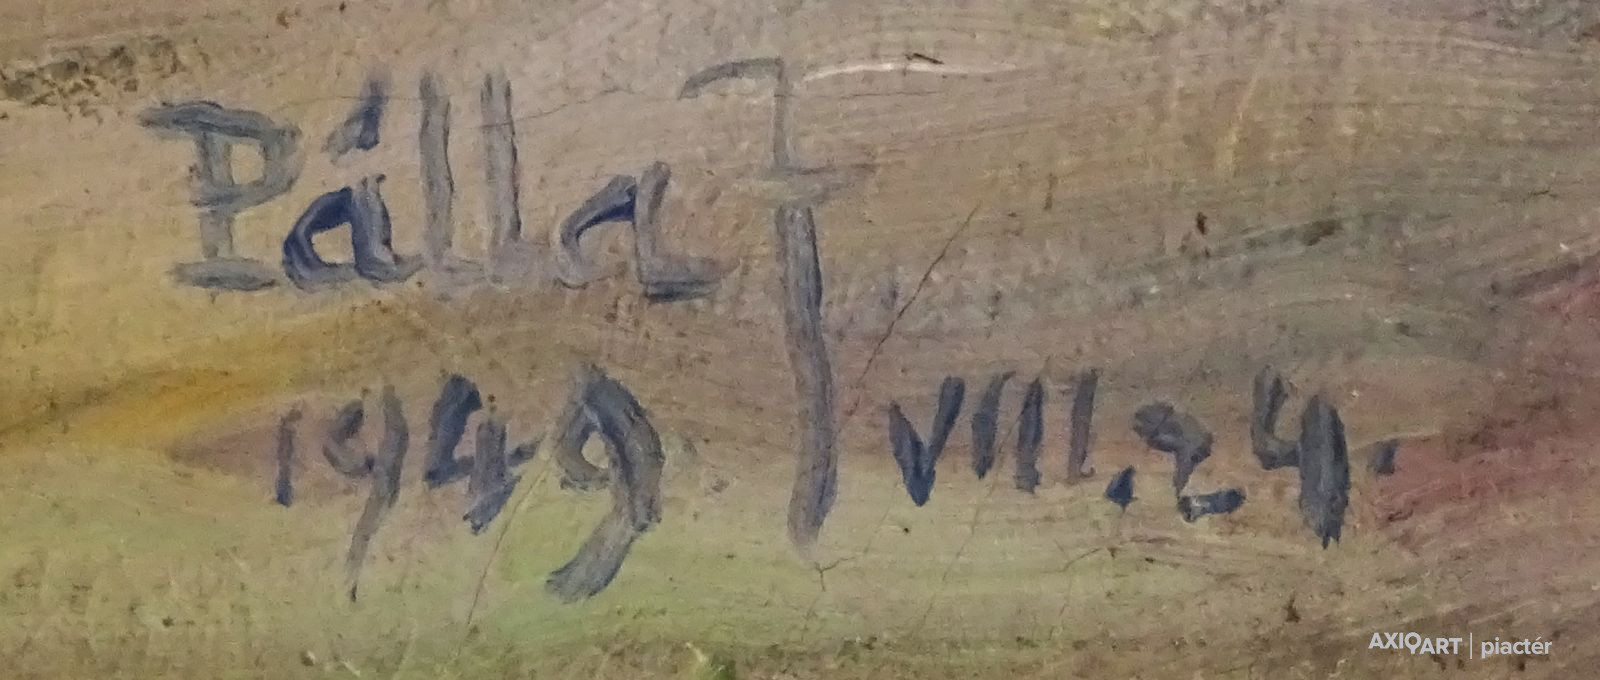 Pálla J
1949 VIII. 24.
AXIOART | piactér